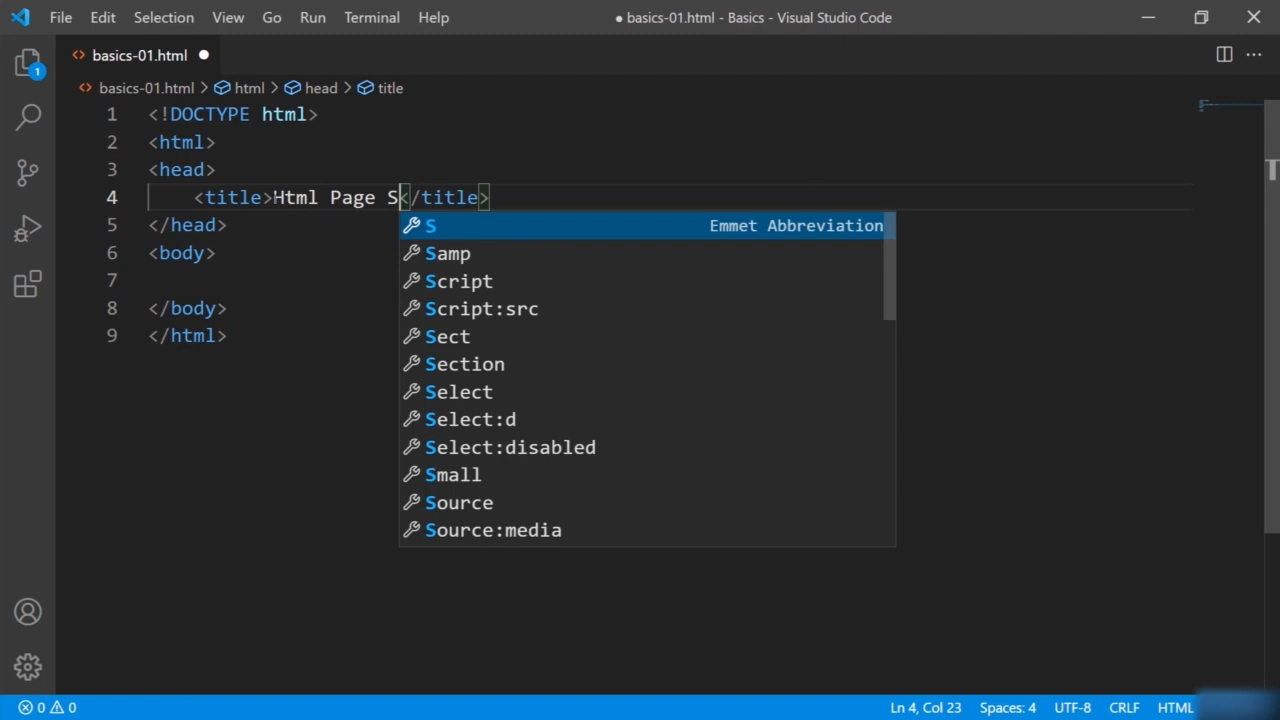 File Edit Selection View Go Run Terminal Help ● basics-01.html - Basics - Visual Studio Code
<> basics-01.html ●
<> basics-01.html > html > head > title
1
1 <!DOCTYPE html>
2 <html>
3 <head>
4 <title>Html Page S</title>
5 </head>
6 <body>
7
8 </body>
9 </html>
S Emmet Abbreviation
Samp
Script
Script:src
Sect
Section
Select
Select:d
Select:disabled
Small
Source
Source:media
0 0 Ln 4, Col 23 Spaces: 4 UTF-8 CRLF HTML